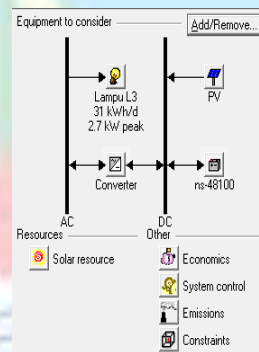 Equipment to consider
Add/Remove...
Lampu L3
31 kWh/d
2.7 kW peak
PV
Converter
ns-48100
AC
DC
Resources
Other
Solar resource
Economics
System control
Emissions
Constraints